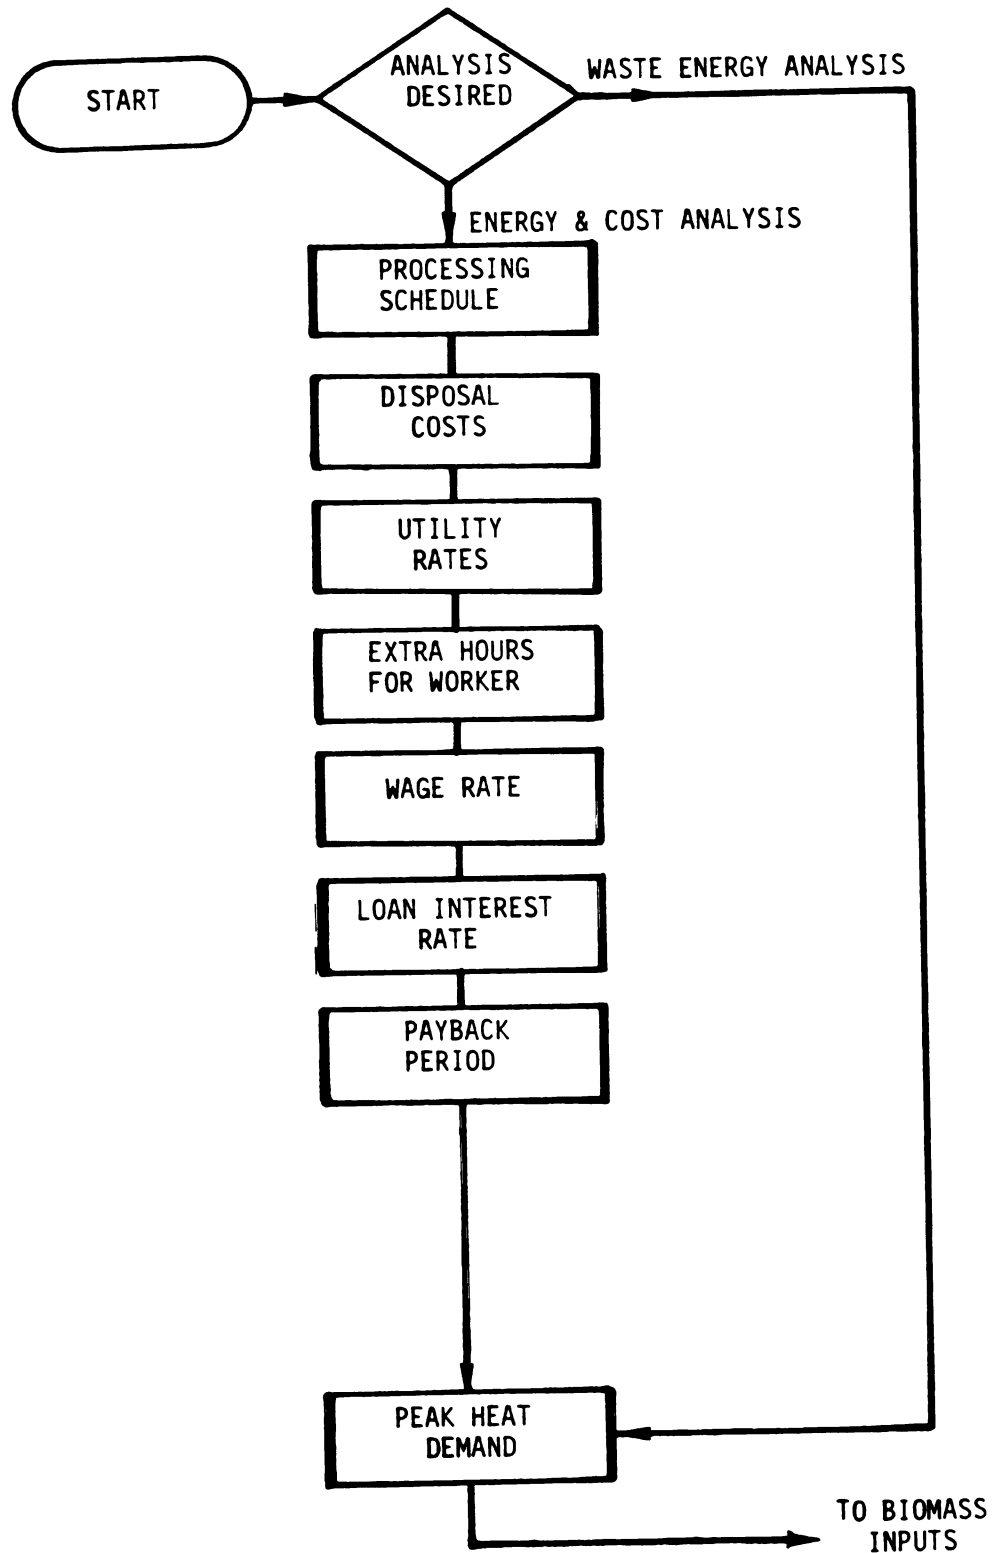 START
ANALYSIS
DESIRED
WASTE ENERGY ANALYSIS
ENERGY & COST ANALYSIS
PROCESSING
SCHEDULE
DISPOSAL
COSTS
UTILITY
RATES
EXTRA HOURS
FOR WORKER
WAGE RATE
LOAN INTEREST
RATE
PAYBACK
PERIOD
PEAK HEAT
DEMAND
TO BIOMASS
INPUTS